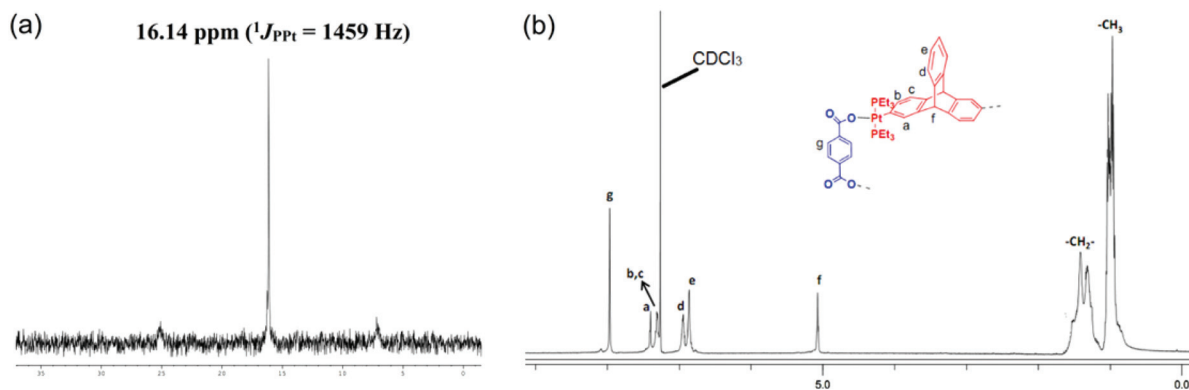 (a)
16.14 ppm (¹J_PPt = 1459 Hz)
35 30 25 20 15 10 5 0
(b)
CDCl₃
-CH₃
e
d
b c
PEt₃
O Pt
a f
PEt₃
O
g
O O
g
b,c
a
d
e
f
-CH₂-
5.0 0.0